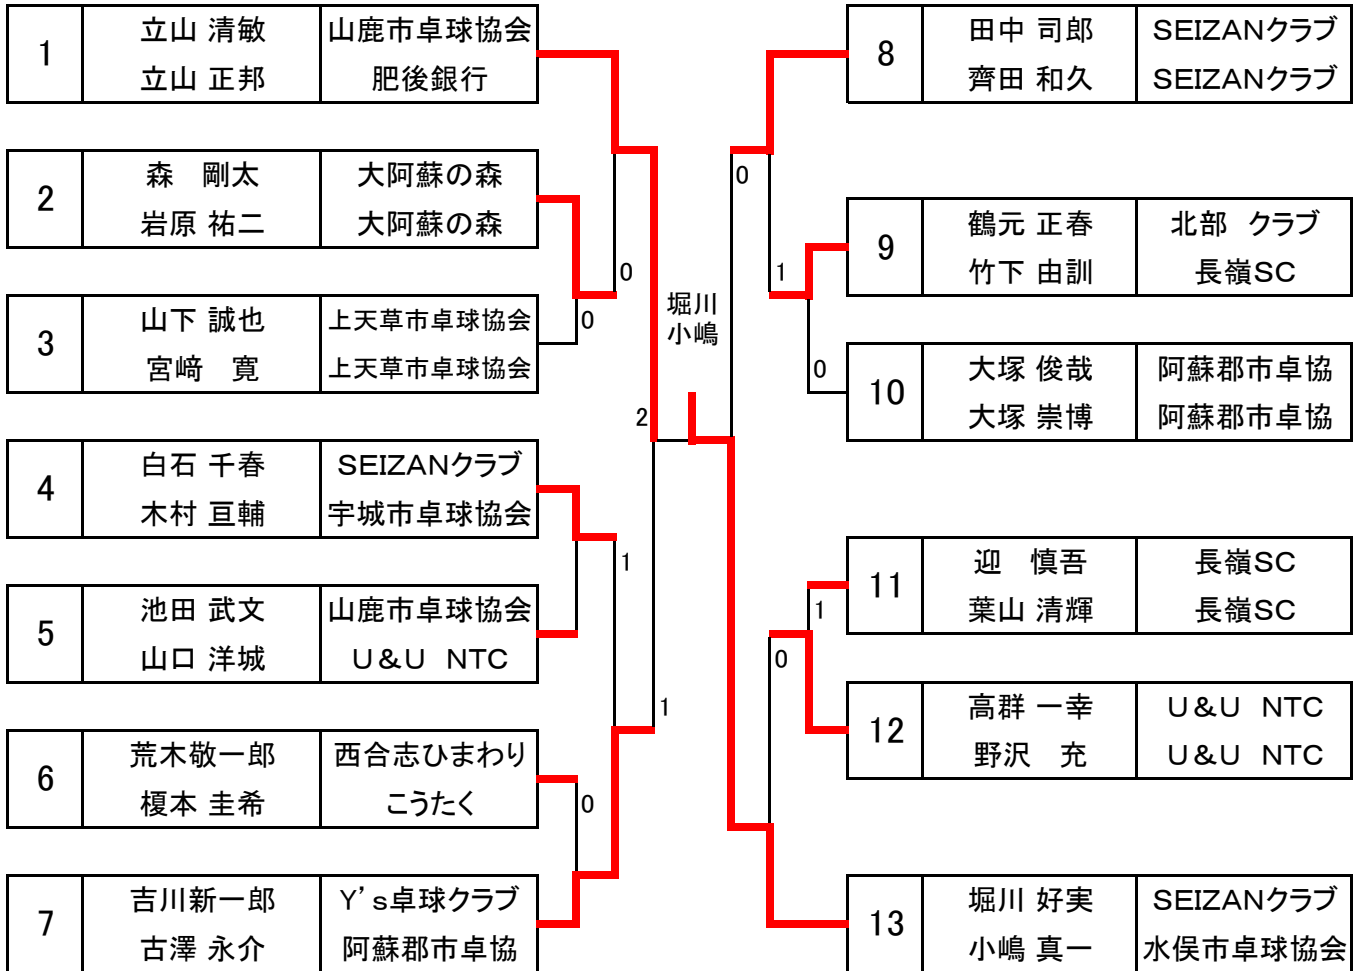 1
立山 清敏 山鹿市卓球協会
立山 正邦 肥後銀行
2
森　剛太 大阿蘇の森
岩原 祐二 大阿蘇の森
3
山下 誠也 上天草市卓球協会
宮﨑　寛 上天草市卓球協会
4
白石 千春 SEIZANクラブ
木村 亘輔 宇城市卓球協会
5
池田 武文 山鹿市卓球協会
山口 洋城 U&U　NTC
6
荒木敬一郎 西合志ひまわり
榎本 圭希 こうたく
7
吉川新一郎 Y's卓球クラブ
古澤 永介 阿蘇郡市卓協
0
0
1
0
2
1
堀川
小嶋
0
1
0
1
0
8
田中 司郎 SEIZANクラブ
齊田 和久 SEIZANクラブ
9
鶴元 正春 北部　クラブ
竹下 由訓 長嶺SC
10
大塚 俊哉 阿蘇郡市卓協
大塚 崇博 阿蘇郡市卓協
11
迎　慎吾 長嶺SC
葉山 清輝 長嶺SC
12
高群 一幸 U&U　NTC
野沢　充 U&U　NTC
13
堀川 好実 SEIZANクラブ
小嶋 真一 水俣市卓球協会